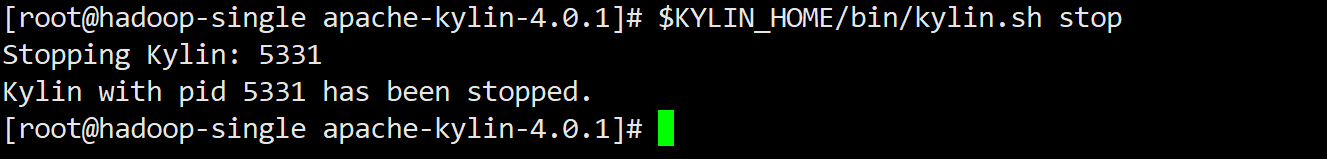 [root@hadoop-single apache-kylin-4.0.1]# $KYLIN_HOME/bin/kylin.sh stop
Stopping Kylin: 5331
Kylin with pid 5331 has been stopped.
[root@hadoop-single apache-kylin-4.0.1]#